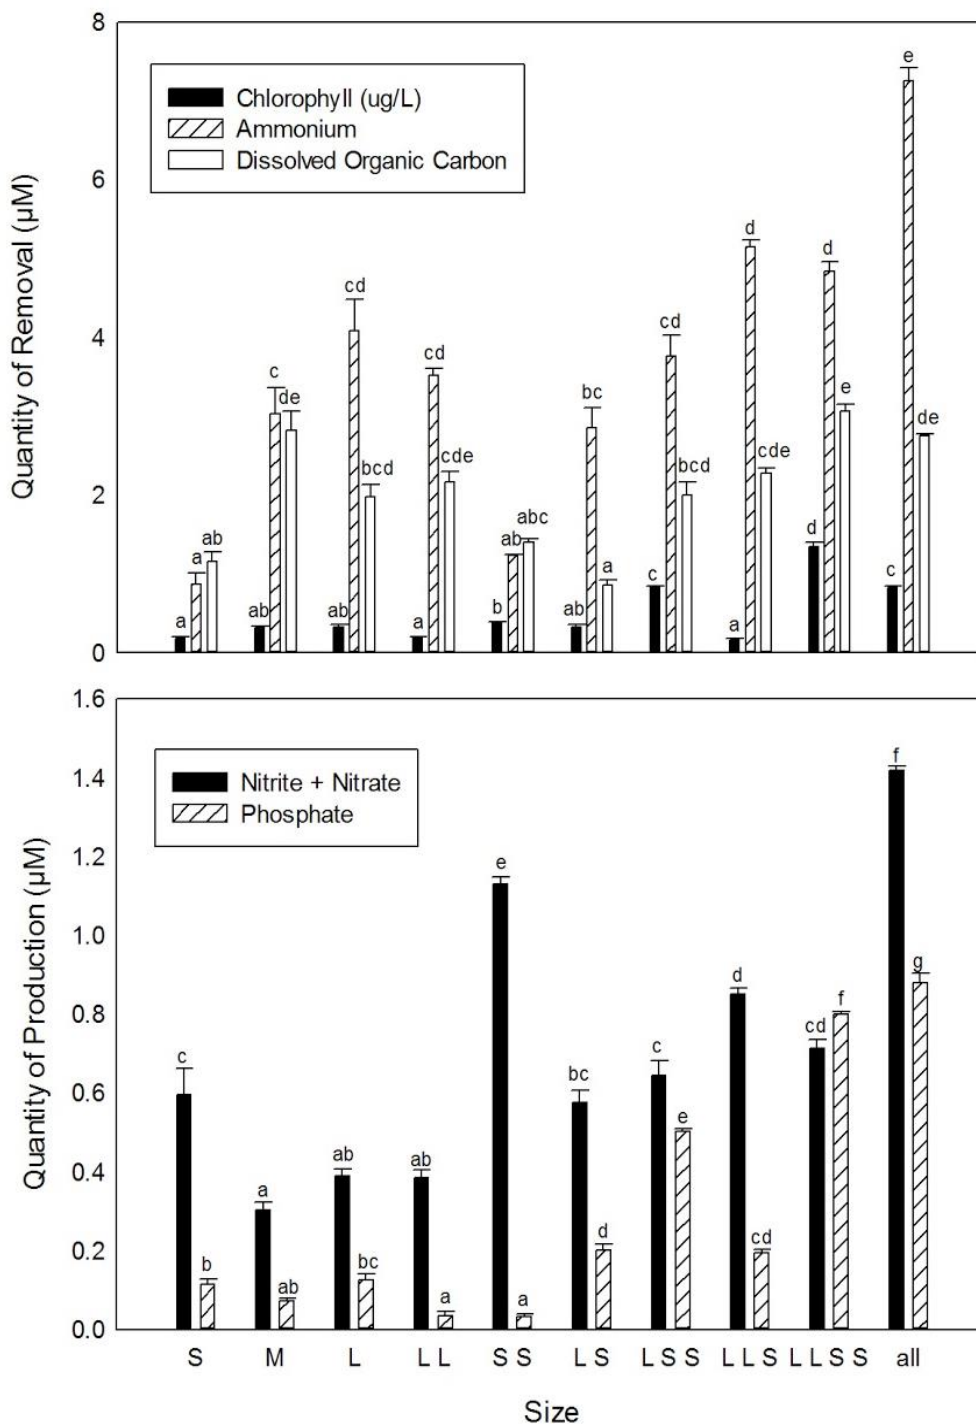 8
Chlorophyll (ug/L)
Ammonium
Dissolved Organic Carbon
6
4
2
0
Quantity of Removal (µM)
a a ab
ab c de
ab cd bcd
a cd cde
b ab abc
ab bc a
c cd bcd
a d cde
d d e
c e de
1.6
Nitrite + Nitrate
Phosphate
1.4
1.2
1.0
0.8
0.6
0.4
0.2
0.0
Quantity of Production (µM)
c b
a ab
ab bc
ab a
e a
bc d
c e
d cd
cd f
f g
S M L L L S S L S L S S L L S L L S S all
Size